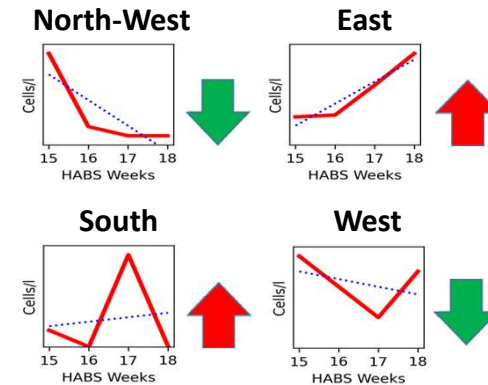 North-West
Cells/l
15 16 17 18
HABS Weeks
East
Cells/l
15 16 17 18
HABS Weeks
South
Cells/l
15 16 17 18
HABS Weeks
West
Cells/l
15 16 17 18
HABS Weeks